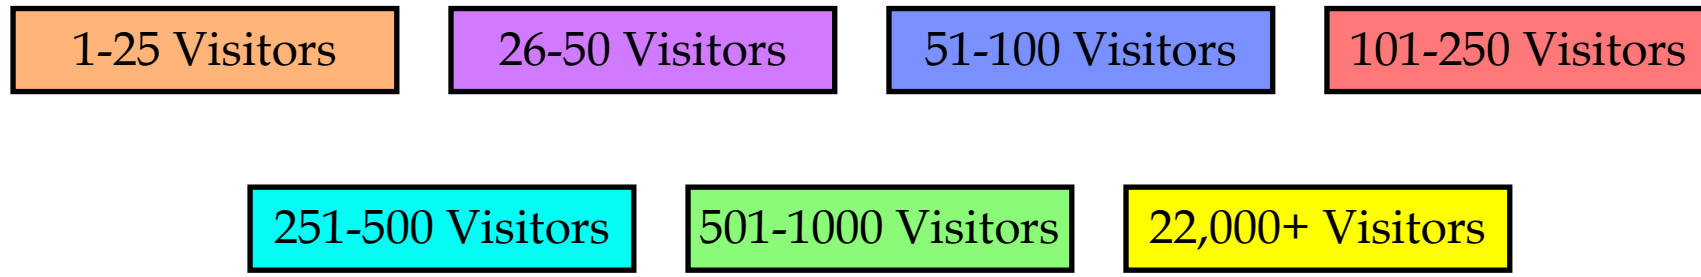 1-25 Visitors
26-50 Visitors
51-100 Visitors
101-250 Visitors
251-500 Visitors
501-1000 Visitors
22,000+ Visitors